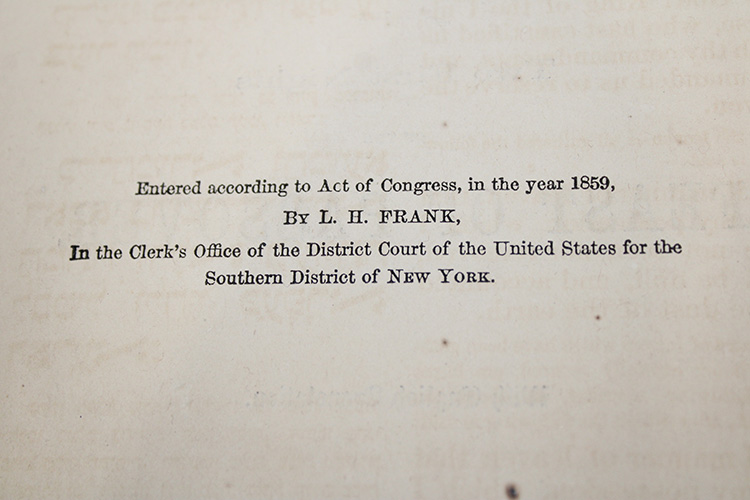 Entered according to Act of Congress, in the year 1859,
By L. H. FRANK,
In the Clerk's Office of the District Court of the United States for the
Southern District of New York.